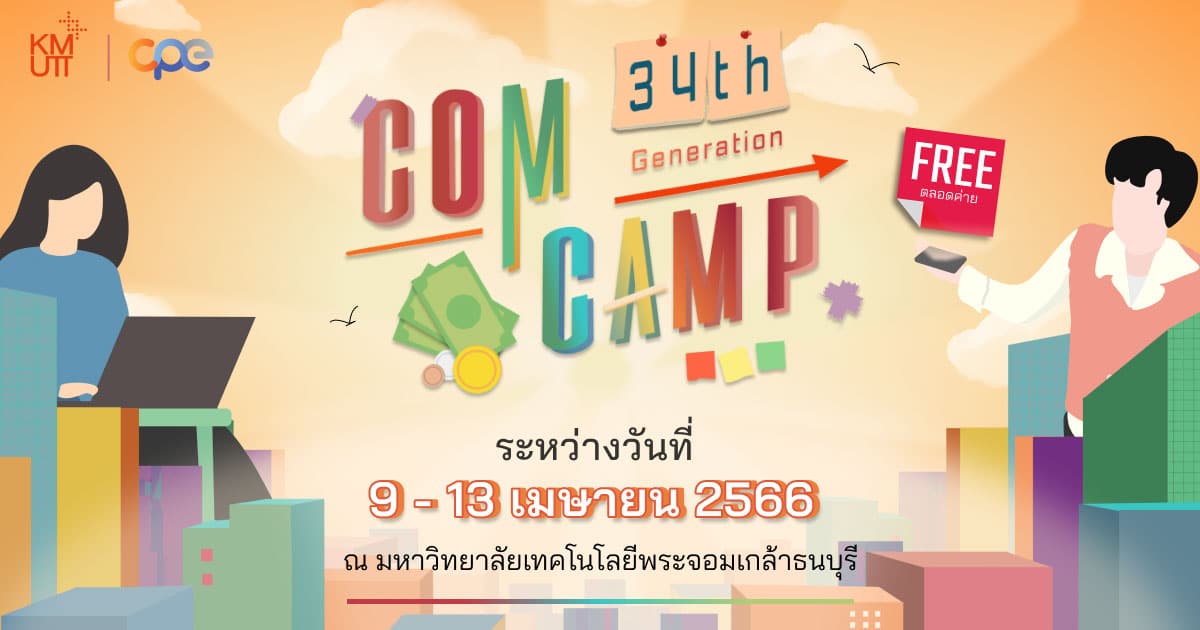 KM
UTT
cpe
34th
Generation
COM
CAMP
FREE
ตลอดค่าย
ระหว่างวันที่
9 - 13 เมษายน 2566
ณ มหาวิทยาลัยเทคโนโลยีพระจอมเกล้าธนบุรี